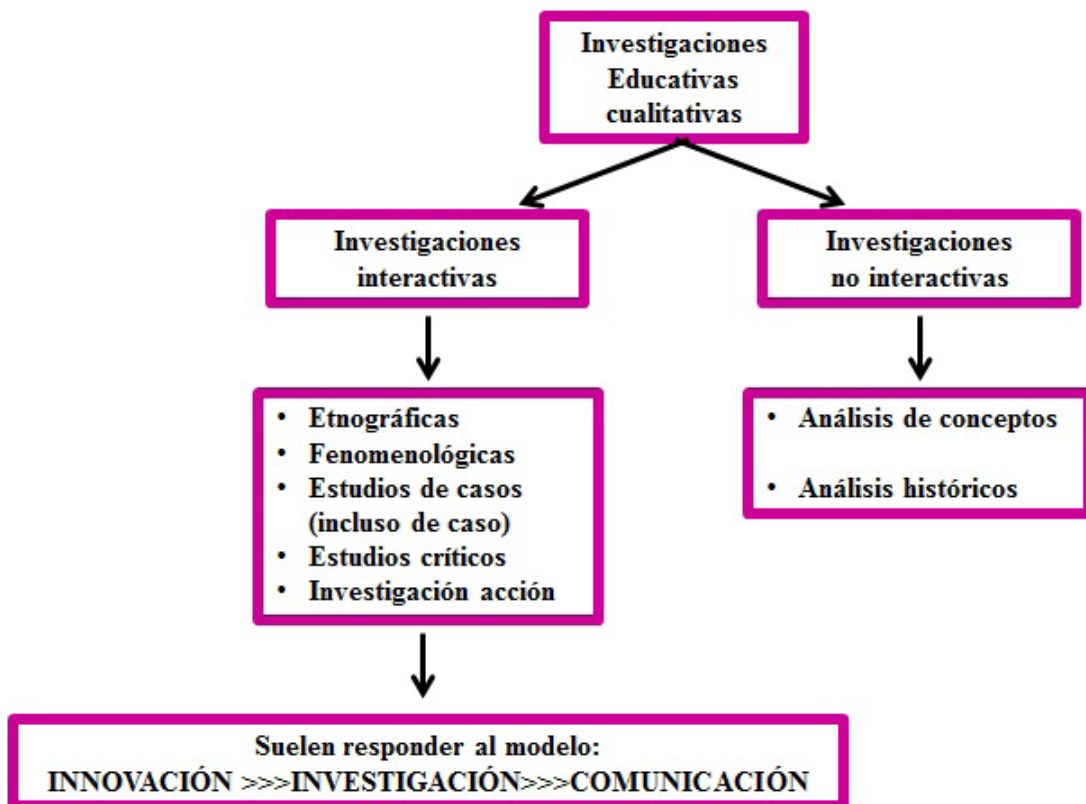 Investigaciones
Educativas
cualitativas
Investigaciones
interactivas
Investigaciones
no interactivas
• Etnográficas
• Fenomenológicas
• Estudios de casos
(incluso de caso)
• Estudios críticos
• Investigación acción
• Análisis de conceptos
• Análisis históricos
Suelen responder al modelo:
INNOVACIÓN >>>INVESTIGACIÓN>>>COMUNICACIÓN